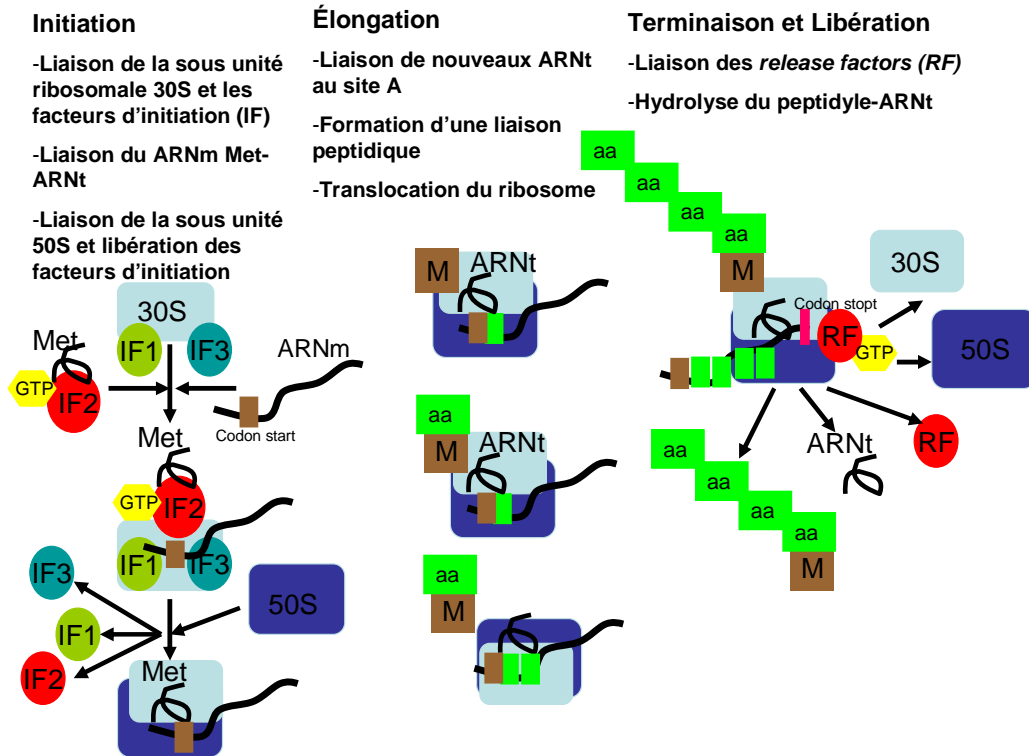 Initiation
-Liaison de la sous unité
ribosomale 30S et les
facteurs d'initiation (IF)
-Liaison du ARNm Met-
ARNt
-Liaison de la sous unité
50S et libération des
facteurs d'initiation
30S
Met
IF1
IF3
GTP
IF2
ARNm
Codon start
Met
GTP
IF2
IF1
IF3
IF3
50S
IF1
IF2
Met
Élongation
-Liaison de nouveaux ARNt
au site A
-Formation d'une liaison
peptidique
-Translocation du ribosome
M
ARNt
aa
M
ARNt
aa
M
Terminaison et Libération
-Liaison des release factors (RF)
-Hydrolyse du peptidyle-ARNt
aa
aa
aa
aa
M
30S
Codon stopt
RF
GTP
50S
ARNt
RF
aa
aa
aa
aa
M